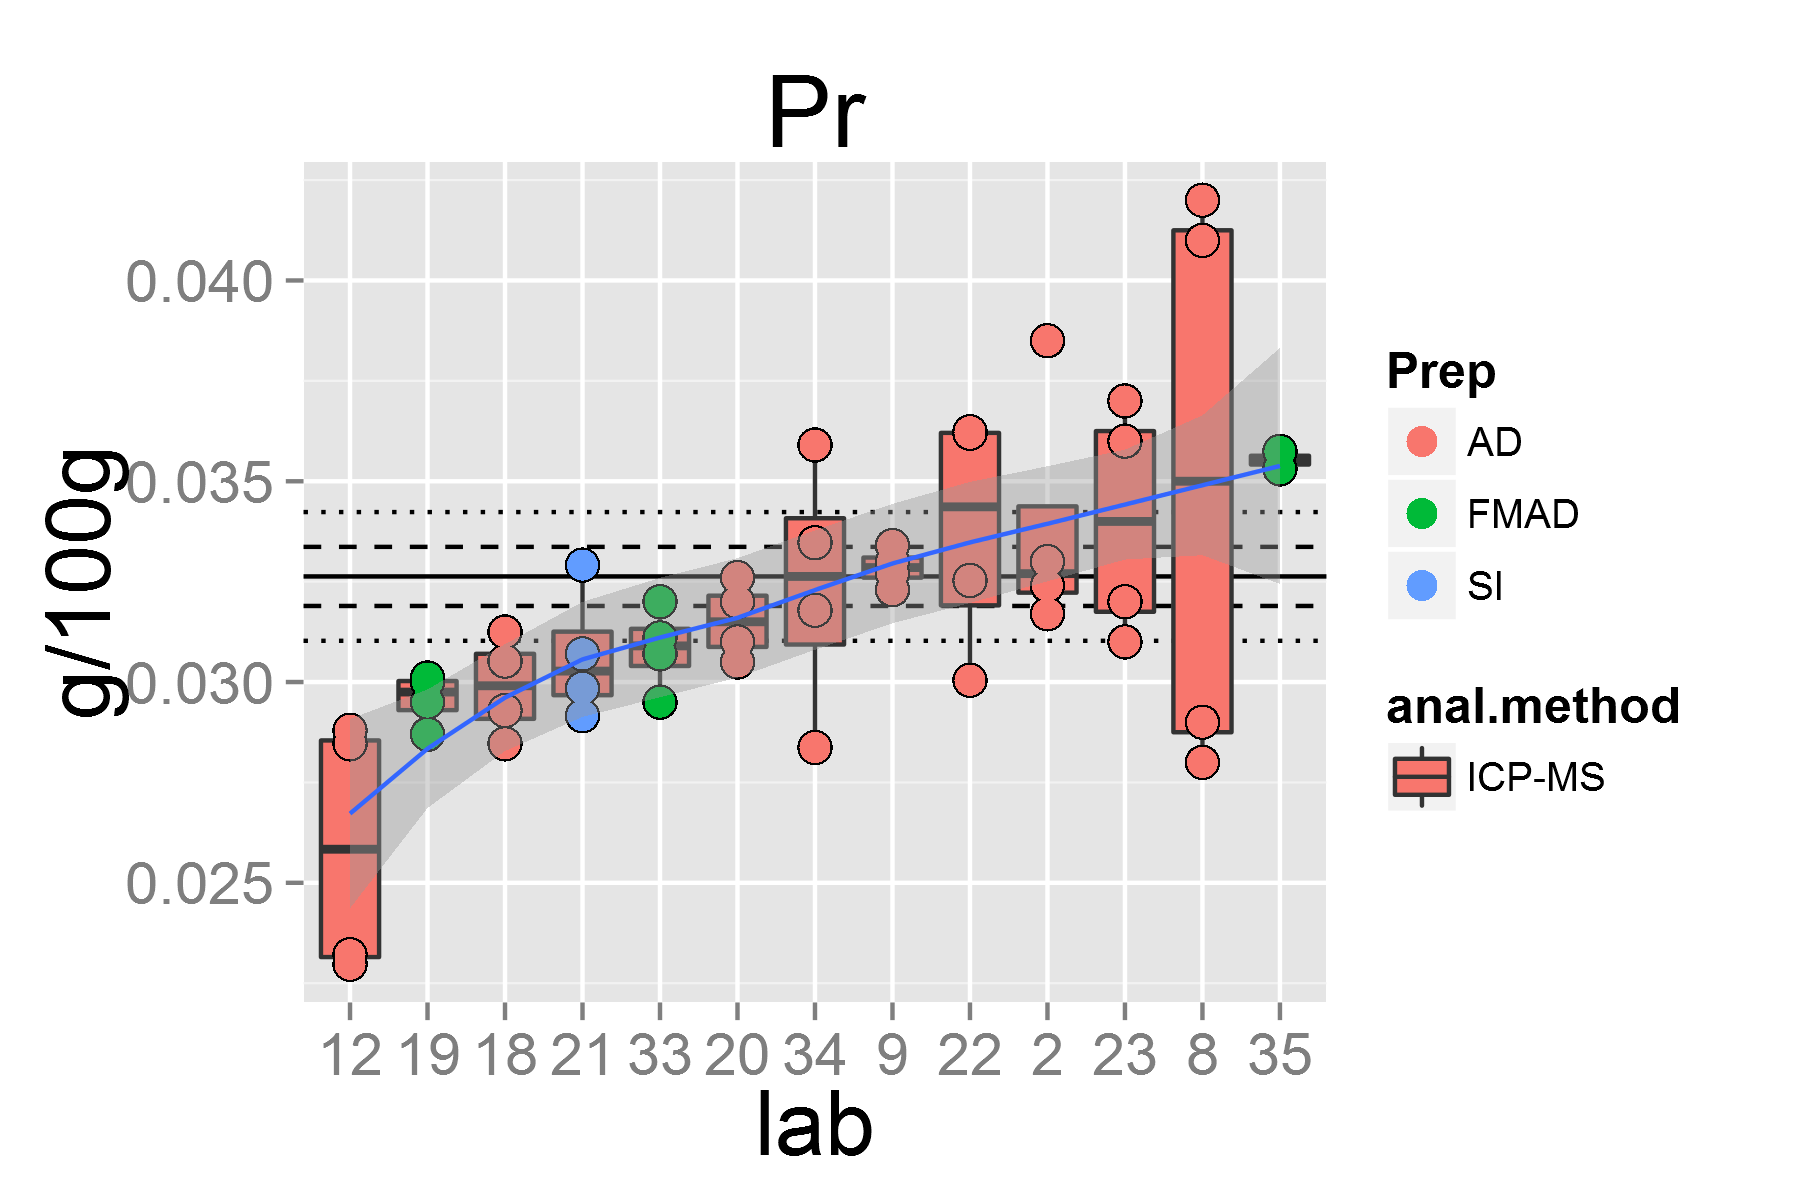 Pr
g/100g
0.040
0.035
0.030
0.025
12 19 18 21 33 20 34 9 22 2 23 8 35
lab
Prep
AD
FMAD
SI
anal.method
ICP-MS